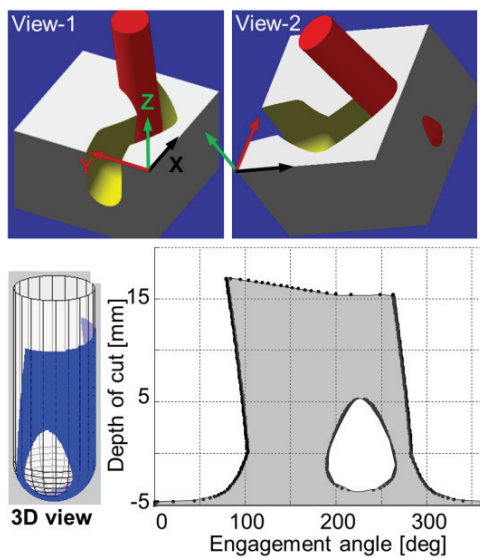 View-1
View-2
Z
Y
X
3D view
Depth of cut [mm]
15
5
-5
0
100
200
300
Engagement angle [deg]